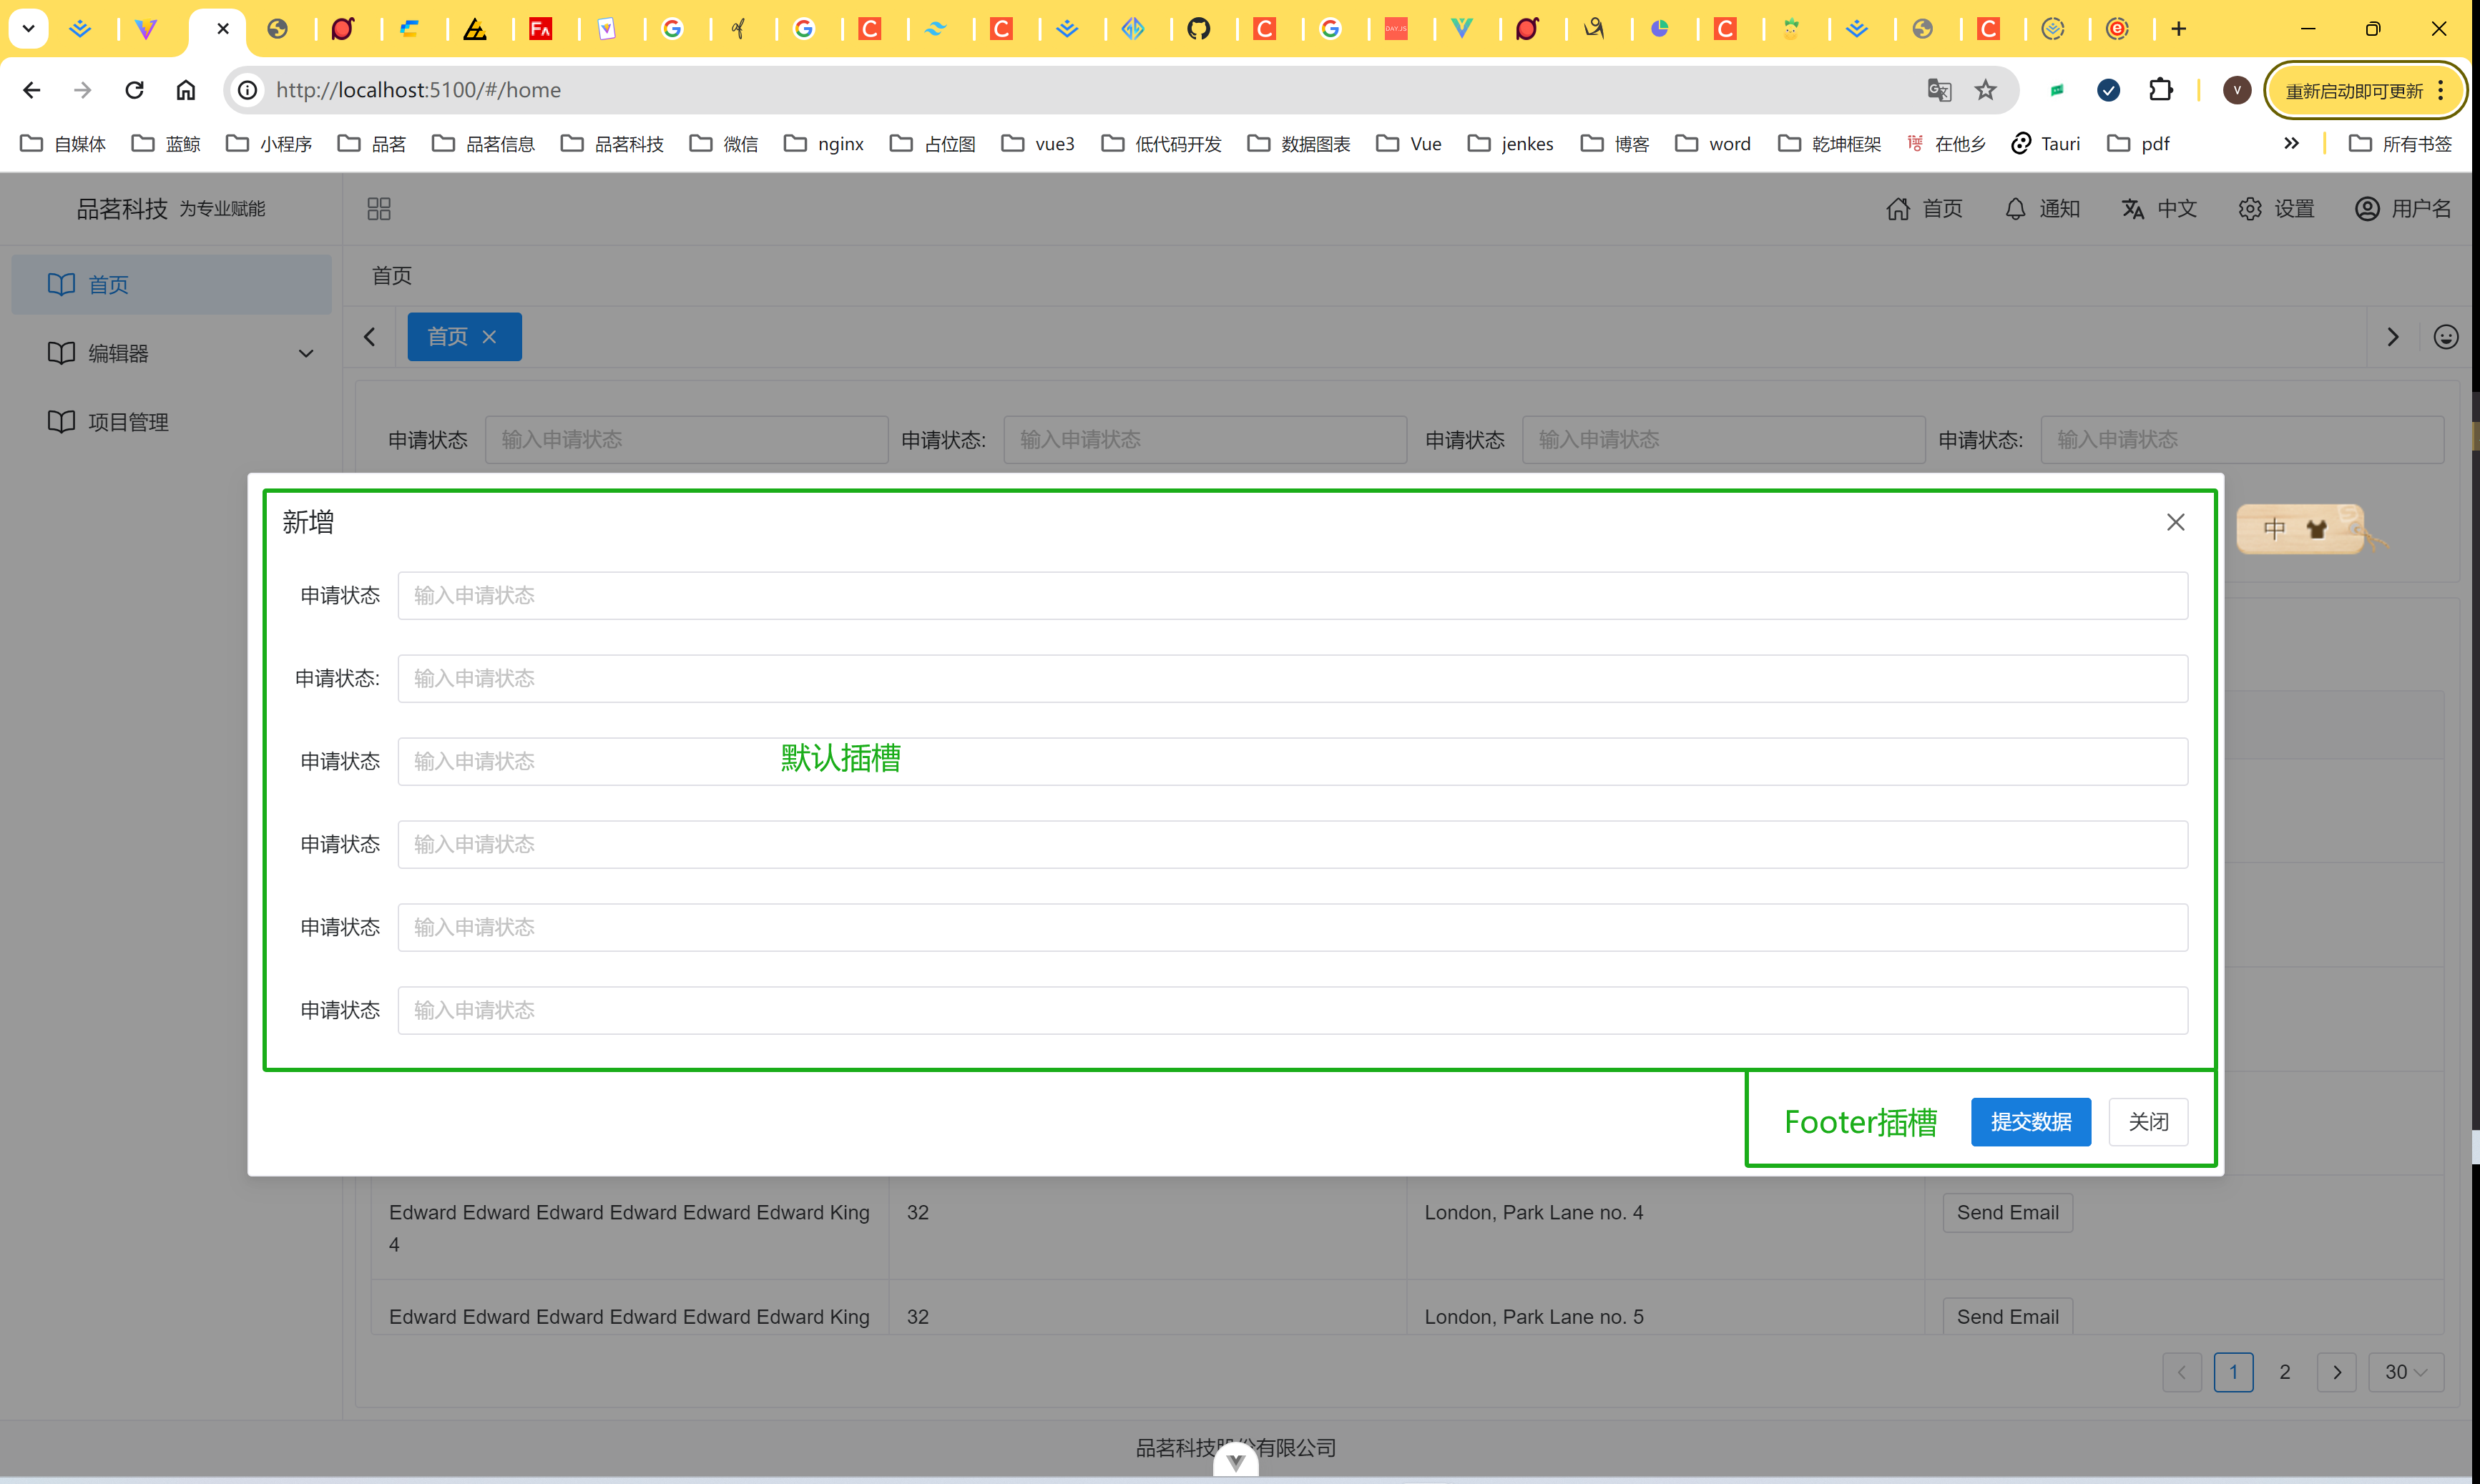 http://localhost:5100/#/home
重新启动即可更新
自媒体 蓝鲸 小程序 品茗 品茗信息 品茗科技 微信 nginx 占位图 vue3 低代码开发 数据图表 Vue jenkes 博客 word 乾坤框架 在他乡 Tauri pdf 所有书签
品茗科技 为专业赋能 首页 通知 中文 设置 用户名
首页
首页
编辑器
首页
项目管理
申请状态 输入申请状态 申请状态: 输入申请状态 申请状态 输入申请状态 申请状态: 输入申请状态
新增
中
申请状态 输入申请状态
申请状态: 输入申请状态
申请状态 输入申请状态
默认插槽
申请状态 输入申请状态
申请状态 输入申请状态
申请状态 输入申请状态
Footer插槽 提交数据 关闭
Edward Edward Edward Edward Edward Edward King 32 London, Park Lane no. 4 Send Email
4
Edward Edward Edward Edward Edward Edward King 32 London, Park Lane no. 5 Send Email
1 2 30
品茗科技股份有限公司